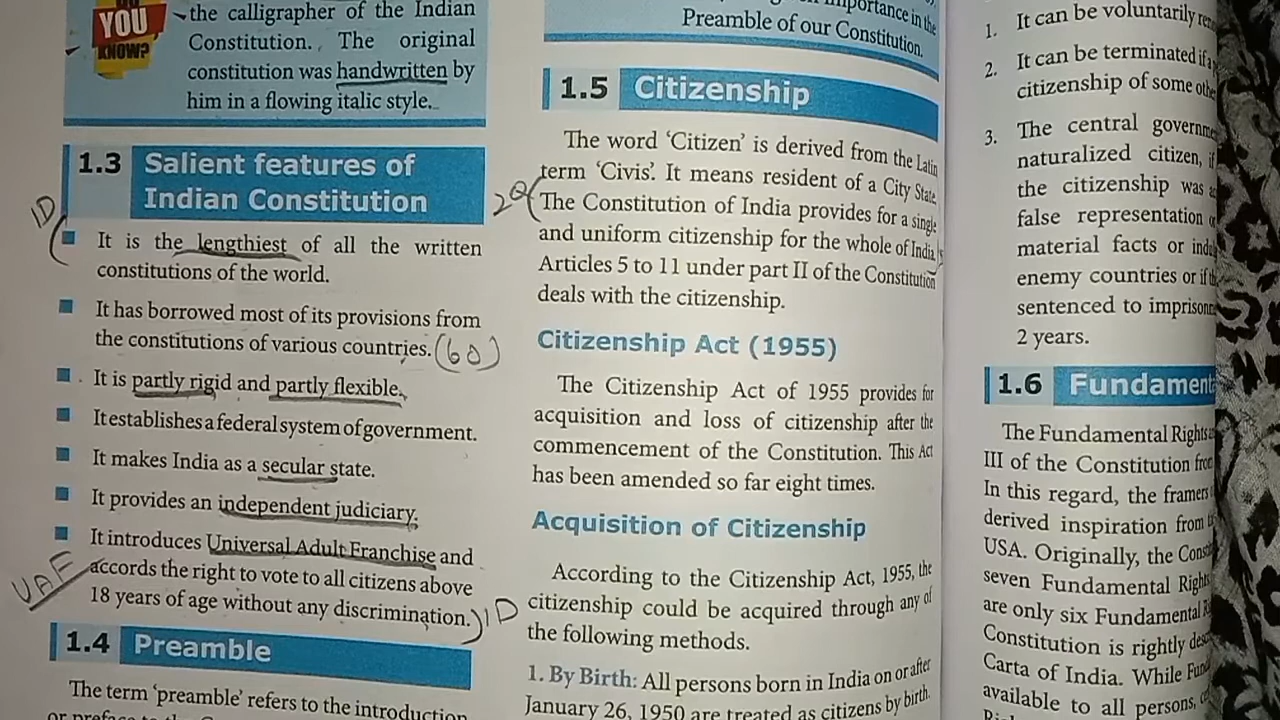 YOU
KNOW?
the calligrapher of the Indian
Constitution. The original
constitution was handwritten by
him in a flowing italic style.
1.3 Salient features of
Indian Constitution
1D
It is the lengthiest of all the written
constitutions of the world.
It has borrowed most of its provisions from
the constitutions of various countries.
It is partly rigid and partly flexible.
It establishes a federal system of government.
It makes India as a secular state.
It provides an independent judiciary.
It introduces Universal Adult Franchise and
UAF
accords the right to vote to all citizens above
18 years of age without any discrimination.
1D
1.4 Preamble
The term 'preamble' refers to the introduction
importance in the
Preamble of our Constitution.
1.5 Citizenship
The word 'Citizen' is derived from the Latin
term 'Civis'. It means resident of a City State.
The Constitution of India provides for a single
and uniform citizenship for the whole of India.
Articles 5 to 11 under part II of the Constitution
deals with the citizenship.
Citizenship Act (1955)
The Citizenship Act of 1955 provides for
acquisition and loss of citizenship after the
commencement of the Constitution. This Act
has been amended so far eight times.
Acquisition of Citizenship
According to the Citizenship Act, 1955, the
citizenship could be acquired through any of
the following methods.
1. By Birth: All persons born in India on or after
January 26, 1950 are treated as citizens by birth.
1. It can be voluntarily
2. It can be terminated if a
citizenship of some
3. The central
naturalized citizen, if
the citizenship was
false representation
material facts or
enemy countries or if
sentenced to
2 years.
1.6
The Fundamental Rights
III of the Constitution
In this regard, the framers
derived inspiration from
USA. Originally, the
seven Fundamental
are only six Fundamental
Constitution is rightly
Carta of India. While
available to all persons,